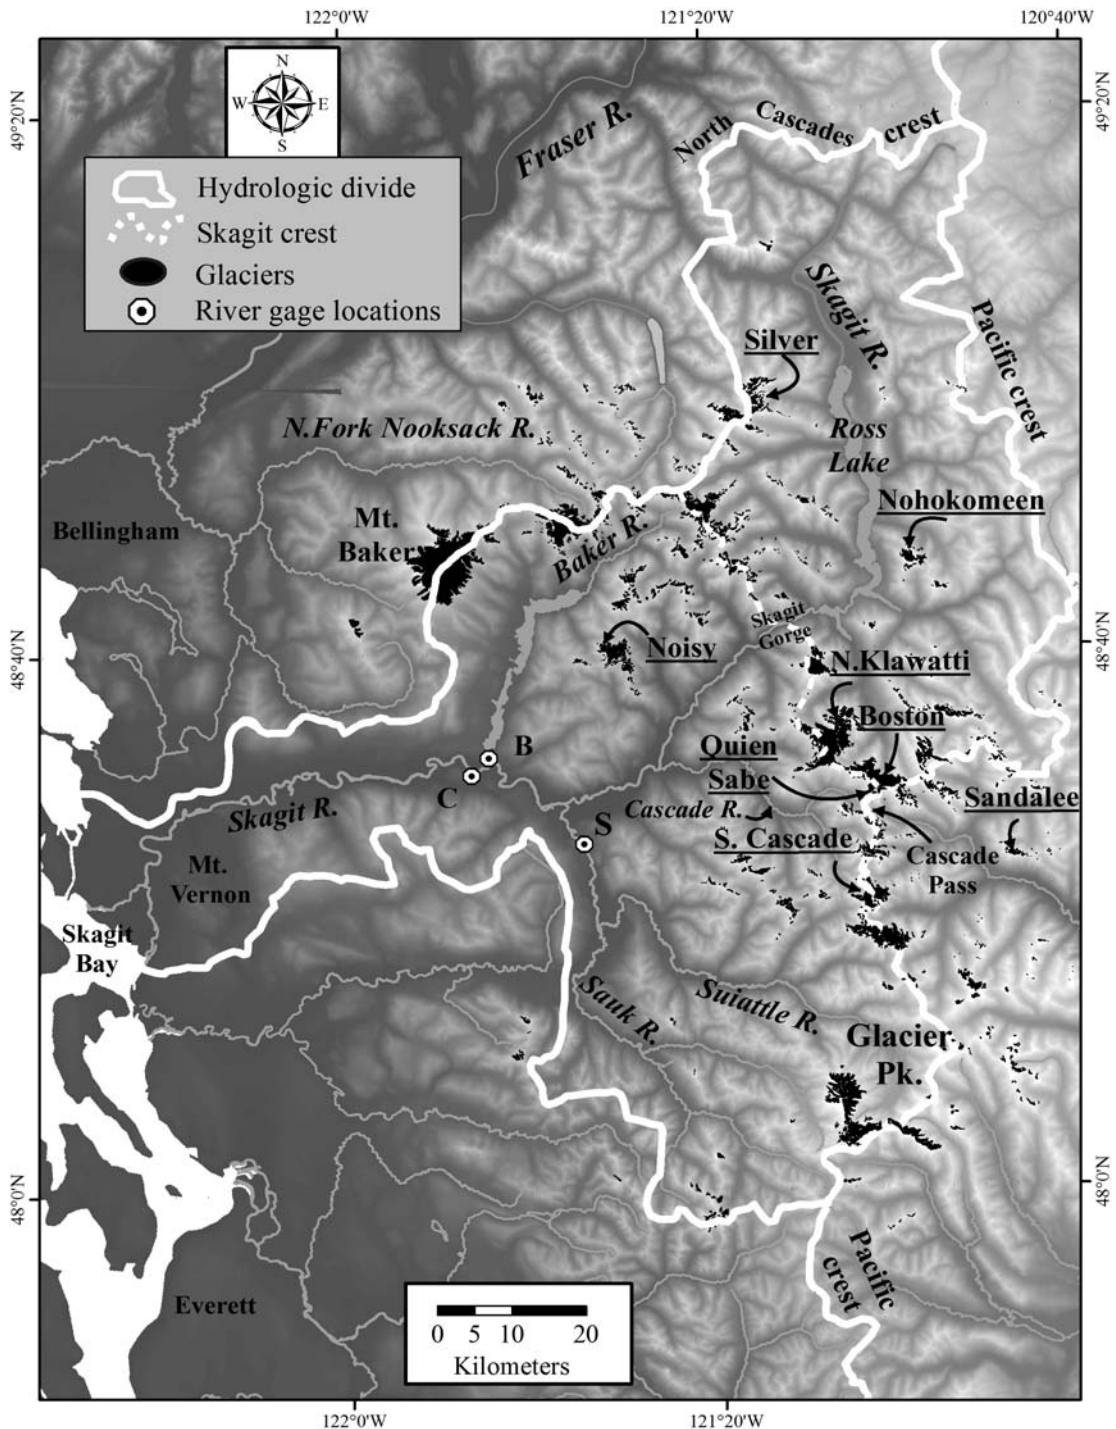 122°0'W
121°20'W
120°40'W
49°20'N
49°20'N
N
W
E
S
Hydrologic divide
Skagit crest
Glaciers
River gage locations
Fraser R.
North
Cascades
crest
Skagit R.
Pacific crest
Silver
N.Fork Nooksack R.
Ross
Lake
Nohokomeen
Bellingham
Mt.
Baker
Baker R.
Skagit
Gorge
48°40'N
48°40'N
Noisy
N.Klawatti
Boston
Quien
Sabe
B
C
Skagit R.
Cascade R.
Sandalee
S
S. Cascade
Cascade
Pass
Mt.
Vernon
Skagit
Bay
Sauk R.
Suiattle R.
Glacier
Pk.
48°0'N
48°0'N
Pacific
crest
Everett
0 5 10 20
Kilometers
122°0'W
121°20'W